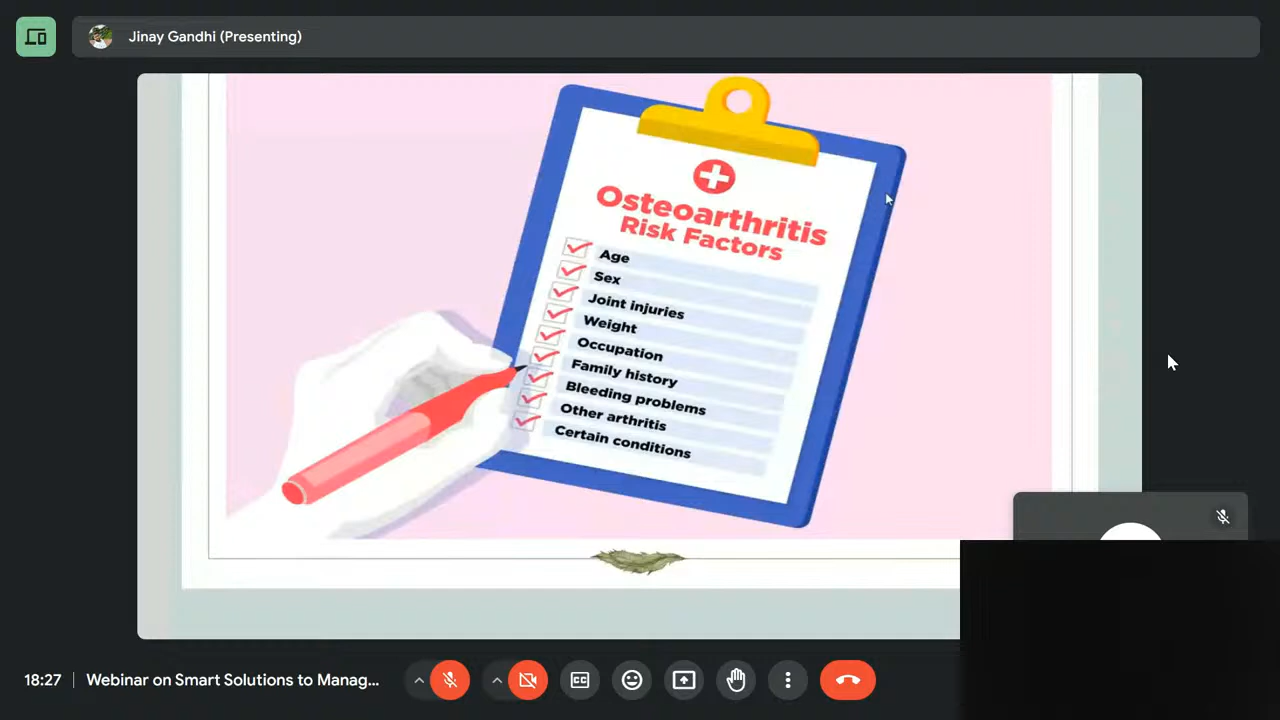 Jinay Gandhi (Presenting)
Osteoarthritis
Risk Factors
Age
Sex
Joint injuries
Weight
Occupation
Family history
Bleeding problems
Other arthritis
Certain conditions
18:27
Webinar on Smart Solutions to Manag...